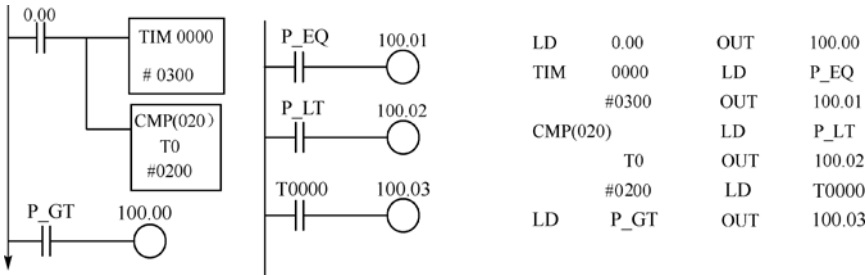 0.00
TIM 0000
# 0300
CMP(020)
T0
#0200
P_GT 100.00
P_EQ 100.01
P_LT 100.02
T0000 100.03
LD 0.00 OUT 100.00
TIM 0000 LD P_EQ
#0300 OUT 100.01
CMP(020) LD P_LT
T0 OUT 100.02
#0200 LD T0000
LD P_GT OUT 100.03